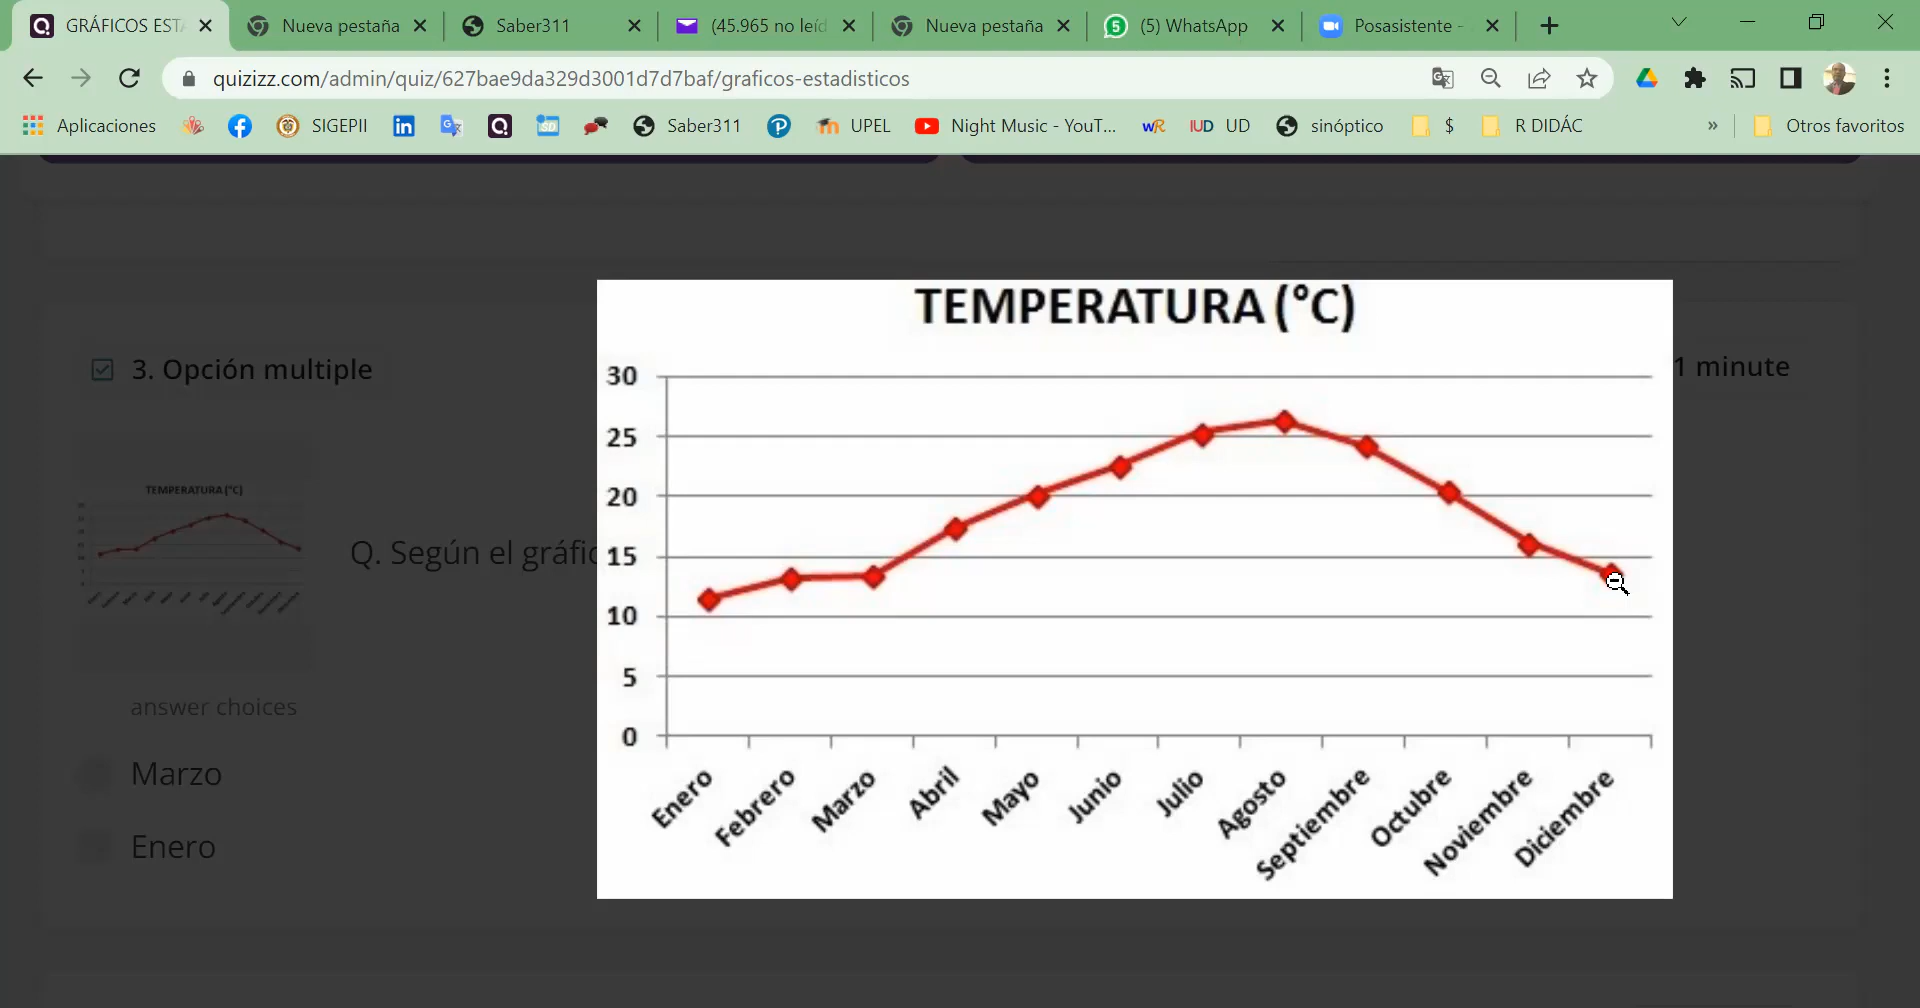 GRÁFICOS EST
Nueva pestaña
Saber311
(45.965 no leíd
Nueva pestaña
(5) WhatsApp
Posasistente -
quizizz.com/admin/quiz/627bae9da329d3001d7d7baf/graficos-estadisticos
Aplicaciones
SIGEPII
Saber311
UPEL
Night Music - YouT...
WR
IUD UD
sinóptico
$
R DIDÁC
»
Otros favoritos
3. Opción multiple
1 minute
TEMPERATURA (°C)
Q. Según el gráfic
answer choices
Marzo
Enero
TEMPERATURA (°C)
30
25
20
15
10
5
0
Enero
Febrero
Marzo
Abril
Mayo
Junio
Julio
Agosto
Septiembre
Octubre
Noviembre
Diciembre